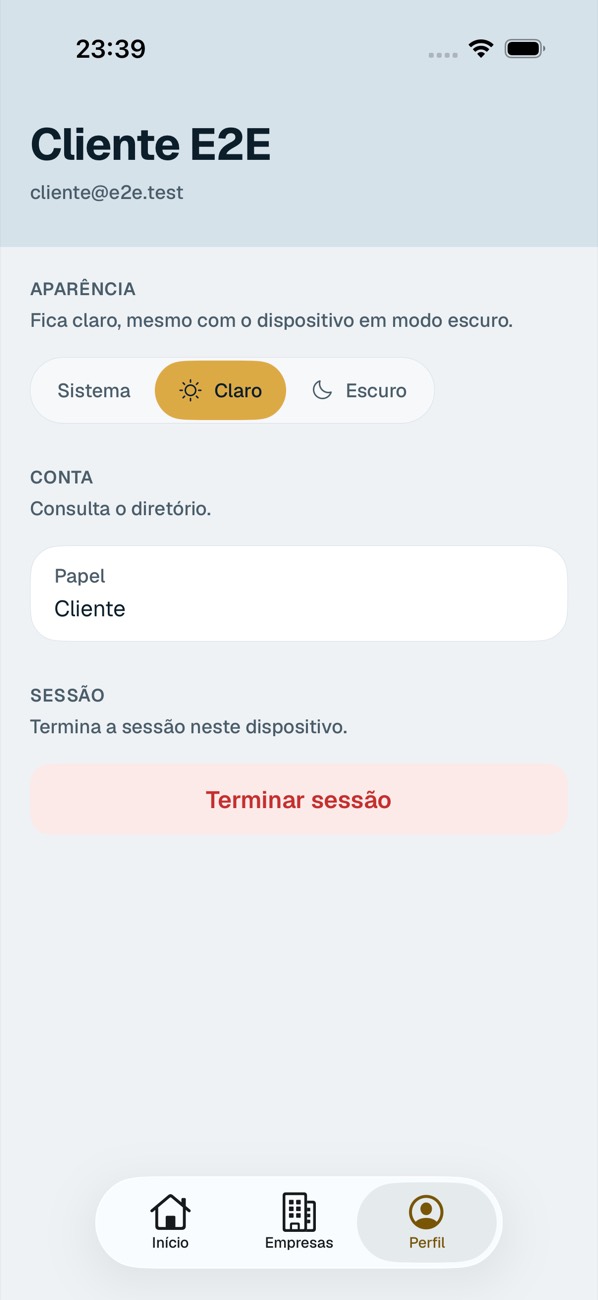 23:39
Cliente E2E
cliente@e2e.test
APARÊNCIA
Fica claro, mesmo com o dispositivo em modo escuro.
Sistema
Claro
Escuro
CONTA
Consulta o diretório.
Papel
Cliente
SESSÃO
Termina a sessão neste dispositivo.
Terminar sessão
Início
Empresas
Perfil